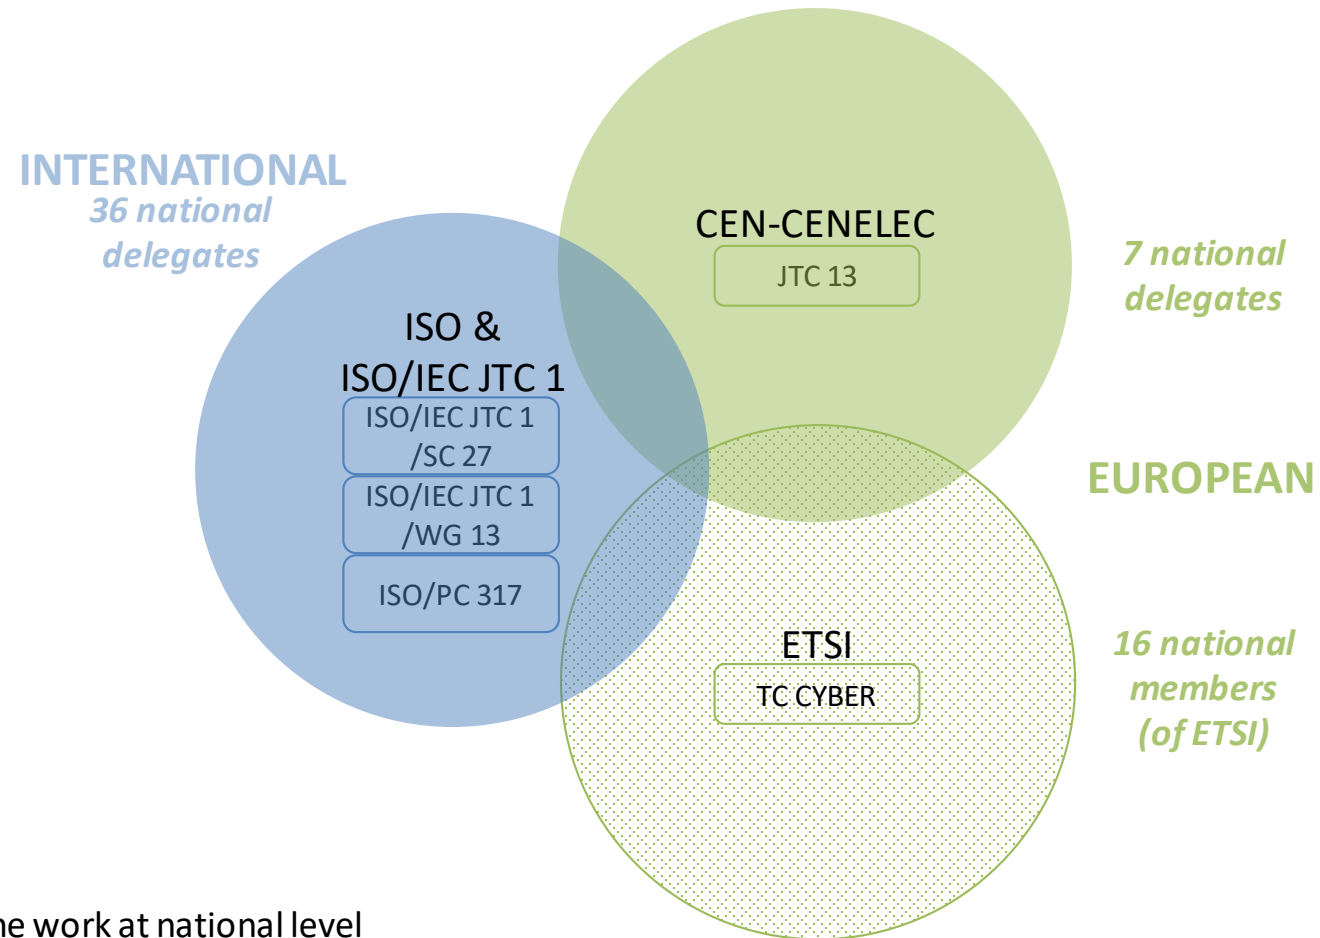 INTERNATIONAL
36 national
delegates
ISO &
ISO/IEC JTC 1
ISO/IEC JTC 1
/SC 27
ISO/IEC JTC 1
/WG 13
ISO/PC 317
CEN-CENELEC
JTC 13
7 national
delegates
EUROPEAN
ETSI
TC CYBER
16 national
members
(of ETSI)
work at national level